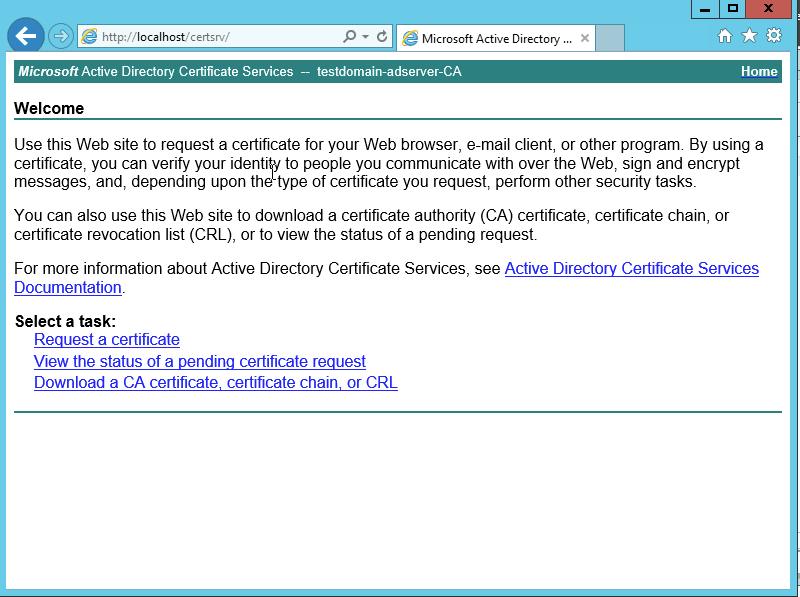 http://localhost/certsrv/
Microsoft Active Directory ...
Microsoft Active Directory Certificate Services -- testdomain-adserver-CA Home
Welcome
Use this Web site to request a certificate for your Web browser, e-mail client, or other program. By using a
certificate, you can verify your identity to people you communicate with over the Web, sign and encrypt
messages, and, depending upon the type of certificate you request, perform other security tasks.
You can also use this Web site to download a certificate authority (CA) certificate, certificate chain, or
certificate revocation list (CRL), or to view the status of a pending request.
For more information about Active Directory Certificate Services, see Active Directory Certificate Services
Documentation.
Select a task:
Request a certificate
View the status of a pending certificate request
Download a CA certificate, certificate chain, or CRL